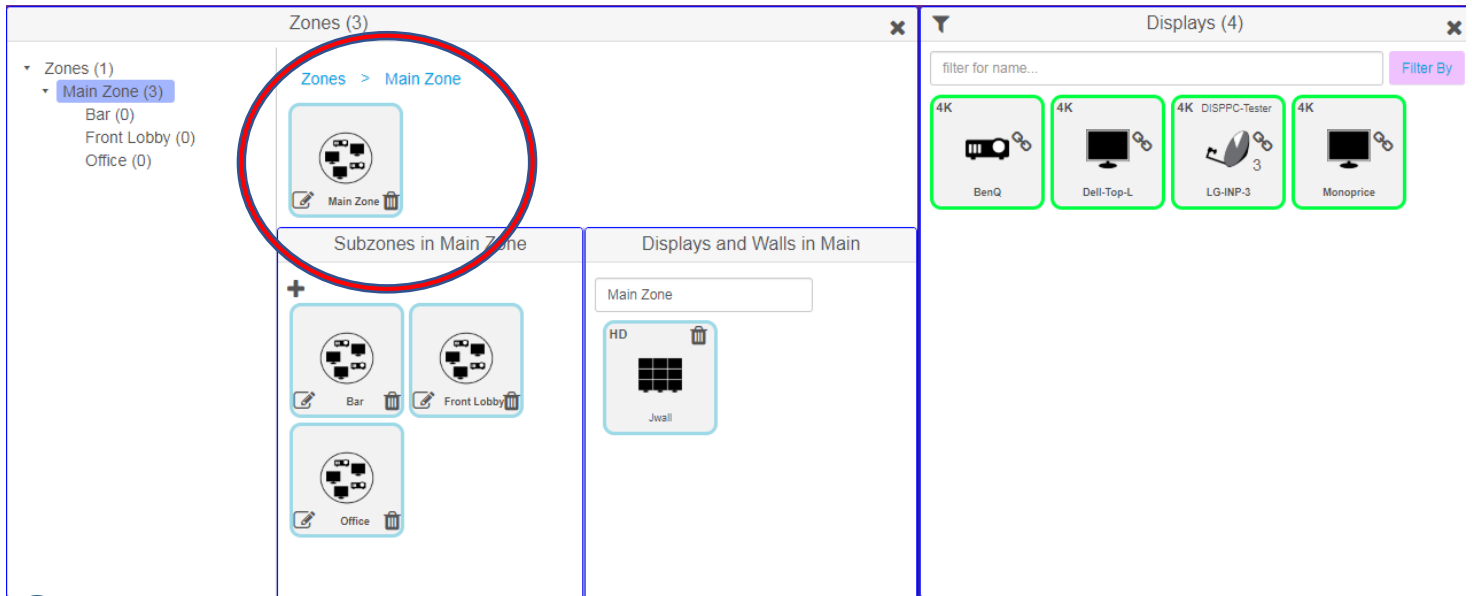 Zones (3)
Zones (1)
Main Zone (3)
Bar (0)
Front Lobby (0)
Office (0)
Zones > Main Zone
Main Zone
Subzones in Main Zone
Bar
Front Lobby
Office
Displays and Walls in Main
Main Zone
HD
Jwall
Displays (4)
filter for name...
Filter By
4K
BenQ
4K
Dell-Top-L
4K DISPPC-Tester
3
LG-INP-3
4K
Monoprice